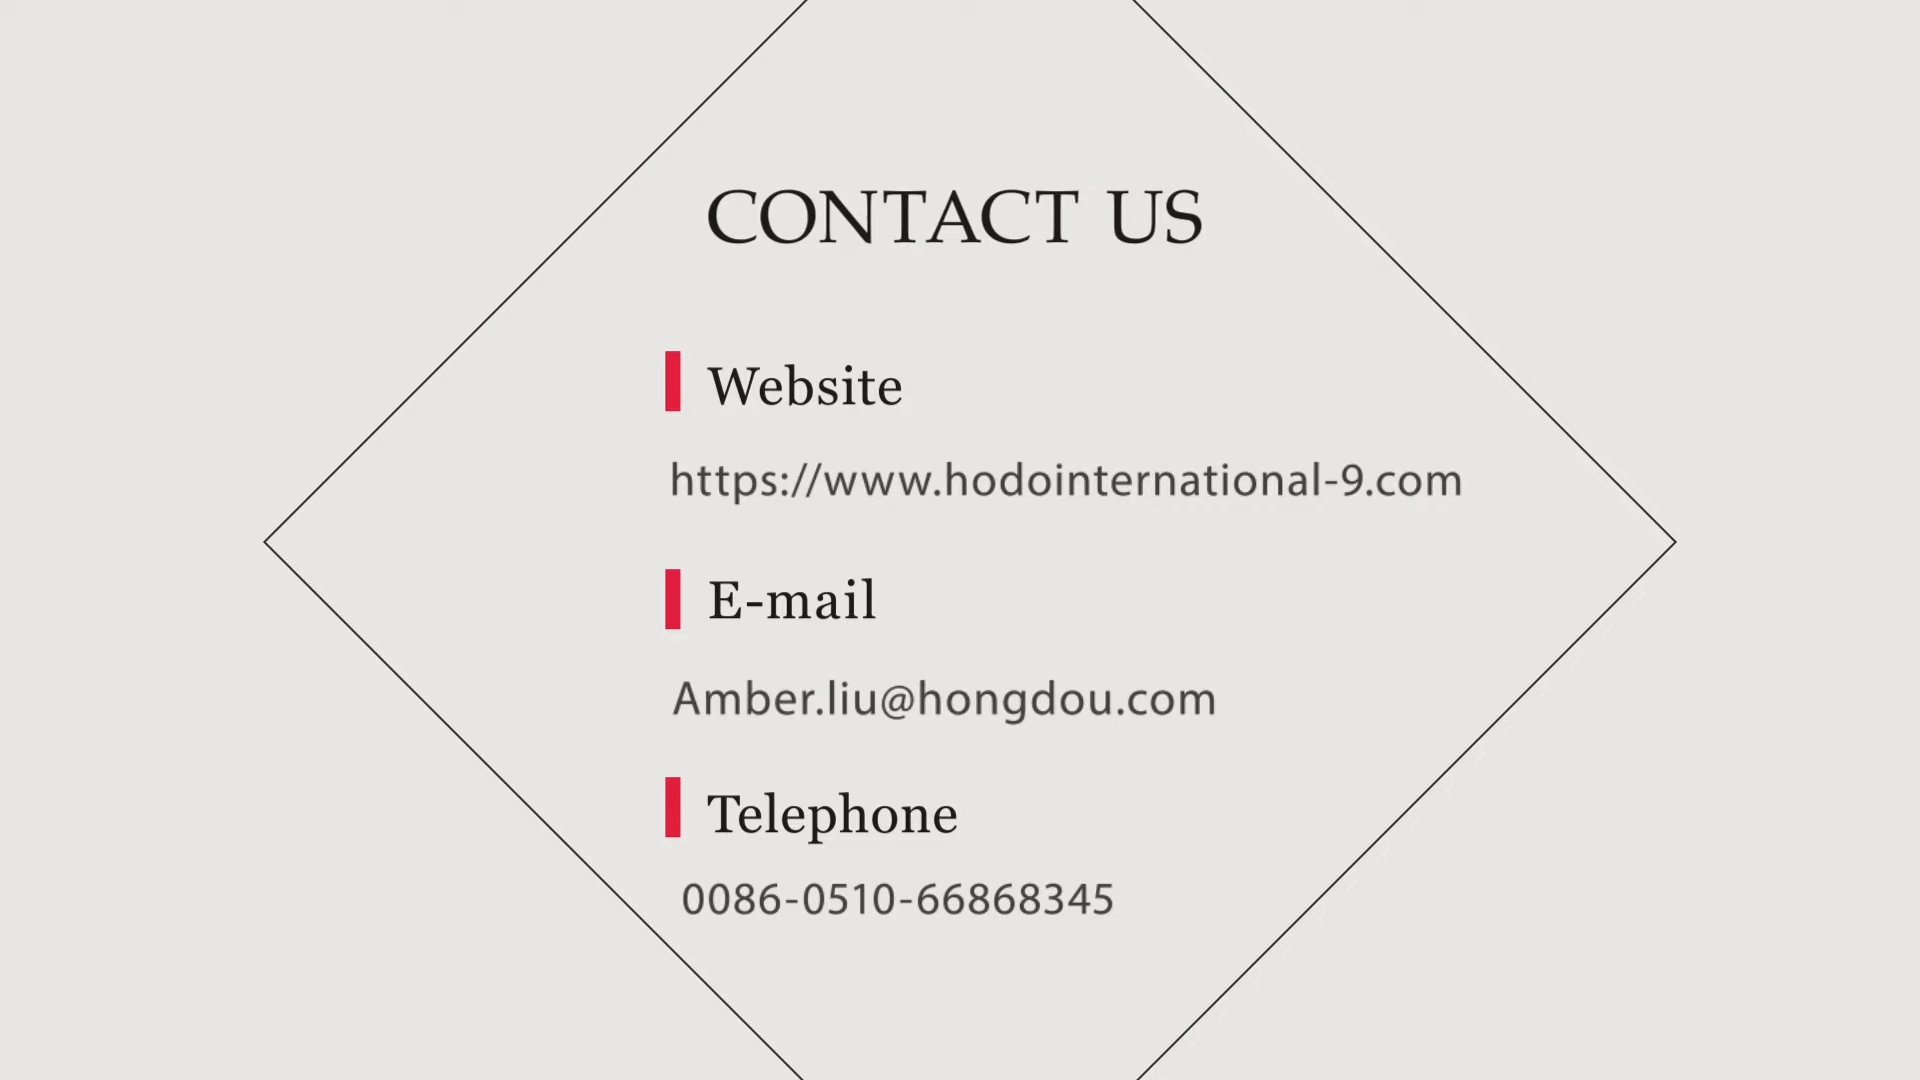 CONTACT US
Website
https://www.hodointernational-9.com
E-mail
Amber.liu@hongdou.com
Telephone
0086-0510-66868345